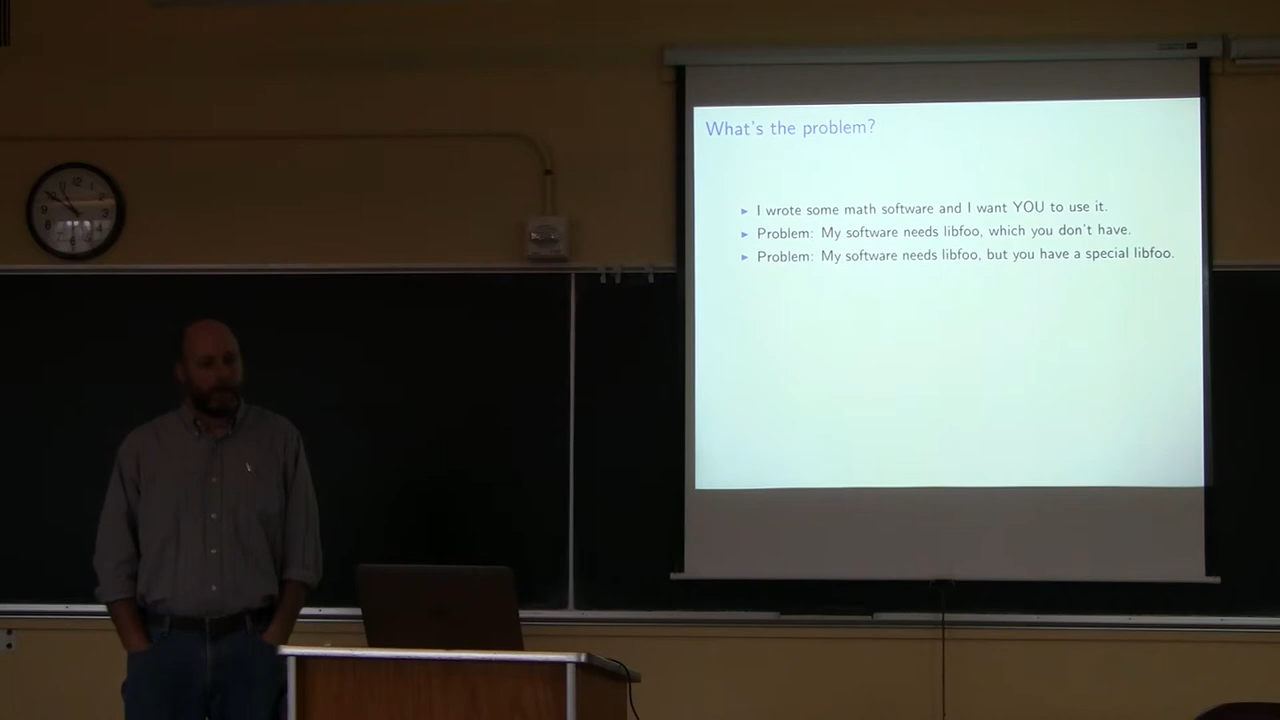 What's the problem?
I wrote some math software and I want YOU to use it.
Problem: My software needs libfoo, which you don't have.
Problem: My software needs libfoo, but you have a special libfoo.